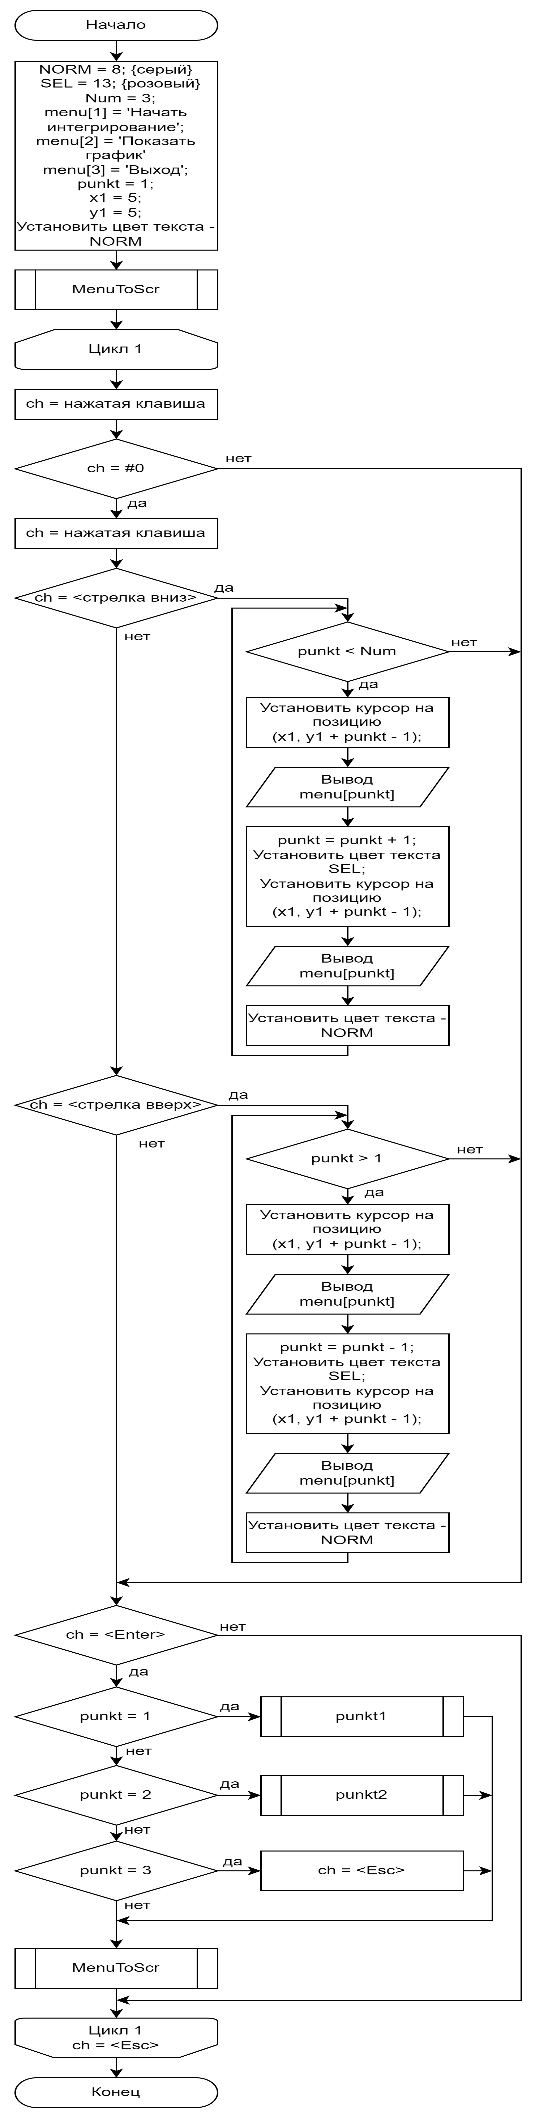 Начало
NORM = 8; {серый}
SEL = 13; {розовый}
Num = 3;
menu[1] = 'Начать
интегрирование';
menu[2] = 'Показать
график'
menu[3] = 'Выход';
punkt = 1;
x1 = 5;
y1 = 5;
Установить цвет текста -
NORM
MenuToScr
Цикл 1
ch = нажатая клавиша
ch = #0
нет
да
ch = нажатая клавиша
ch = <стрелка вниз>
да
нет
punkt < Num
нет
да
Установить курсор на
позицию
(x1, y1 + punkt - 1);
Вывод
menu[punkt]
punkt = punkt + 1;
Установить цвет текста
SEL;
Установить курсор на
позицию
(x1, y1 + punkt - 1);
Вывод
menu[punkt]
Установить цвет текста -
NORM
ch = <стрелка вверх>
да
нет
punkt > 1
нет
да
Установить курсор на
позицию
(x1, y1 + punkt - 1);
Вывод
menu[punkt]
punkt = punkt - 1;
Установить цвет текста
SEL;
Установить курсор на
позицию
(x1, y1 + punkt - 1);
Вывод
menu[punkt]
Установить цвет текста -
NORM
ch = <Enter>
нет
да
punkt = 1
да
punkt1
нет
punkt = 2
да
punkt2
нет
punkt = 3
да
ch = <Esc>
нет
MenuToScr
Цикл 1
ch = <Esc>
Конец